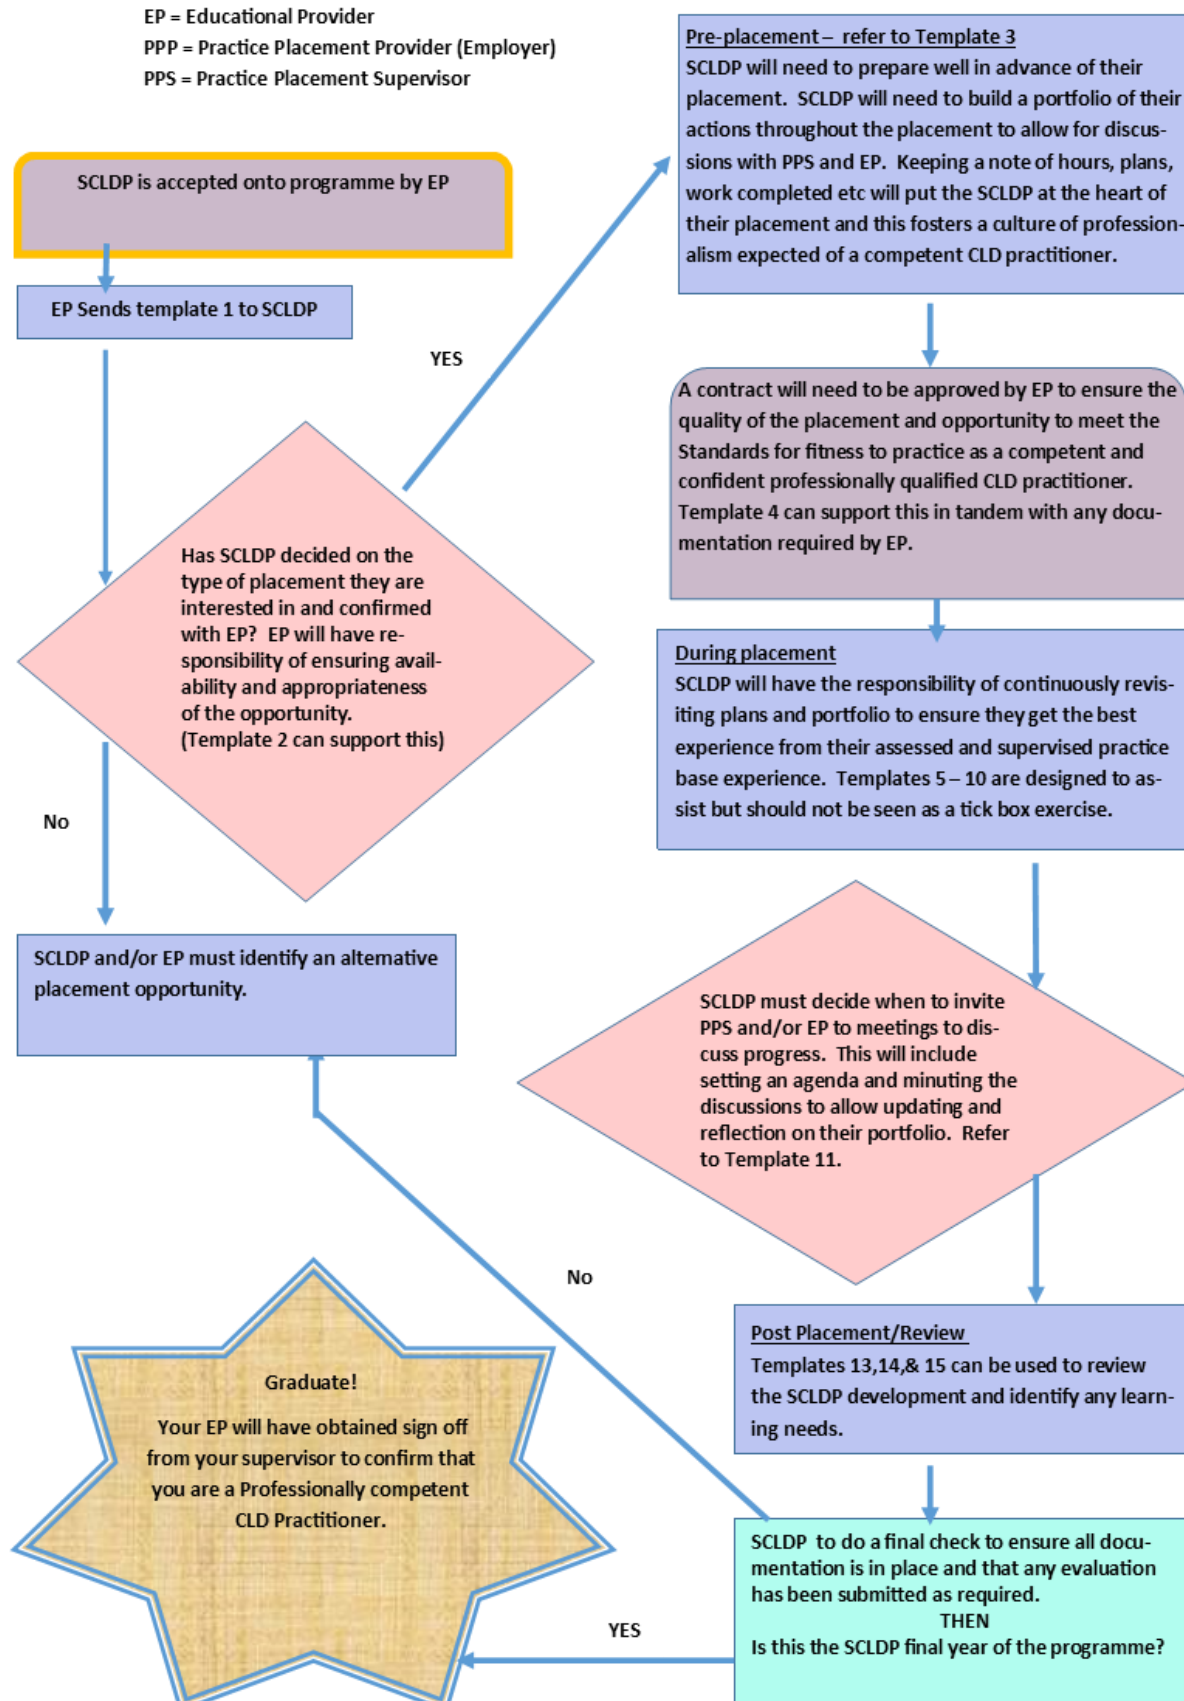 EP = Educational Provider
PPP = Practice Placement Provider (Employer)
PPS = Practice Placement Supervisor
SCLDP is accepted onto programme by EP
EP Sends template 1 to SCLDP
YES
Has SCLDP decided on the
type of placement they are
interested in and confirmed
with EP?  EP will have re-
sponsibility of ensuring avail-
ability and appropriateness
of the opportunity.
(Template 2 can support this)
No
SCLDP and/or EP must identify an alternative
placement opportunity.
Pre-placement – refer to Template 3
SCLDP will need to prepare well in advance of their
placement.  SCLDP will need to build a portfolio of their
actions throughout the placement to allow for discus-
sions with PPS and EP.  Keeping a note of hours, plans,
work completed etc will put the SCLDP at the heart of
their placement and this fosters a culture of profession-
alism expected of a competent CLD practitioner.
A contract will need to be approved by EP to ensure the
quality of the placement and opportunity to meet the
Standards for fitness to practice as a competent and
confident professionally qualified CLD practitioner.
Template 4 can support this in tandem with any docu-
mentation required by EP.
During placement
SCLDP will have the responsibility of continuously revis-
iting plans and portfolio to ensure they get the best
experience from their assessed and supervised practice
base experience.  Templates 5 – 10 are designed to as-
sist but should not be seen as a tick box exercise.
SCLDP must decide when to invite
PPS and/or EP to meetings to dis-
cuss progress.  This will include
setting an agenda and minuting the
discussions to allow updating and
reflection on their portfolio.  Refer
to Template 11.
Post Placement/Review
Templates 13,14,& 15 can be used to review
the SCLDP development and identify any learn-
ing needs.
SCLDP  to do a final check to ensure all docu-
mentation is in place and that any evaluation
has been submitted as required.
THEN
Is this the SCLDP final year of the programme?
No
YES
Graduate!
Your EP will have obtained sign off
from your supervisor to confirm that
you are a Professionally competent
CLD Practitioner.